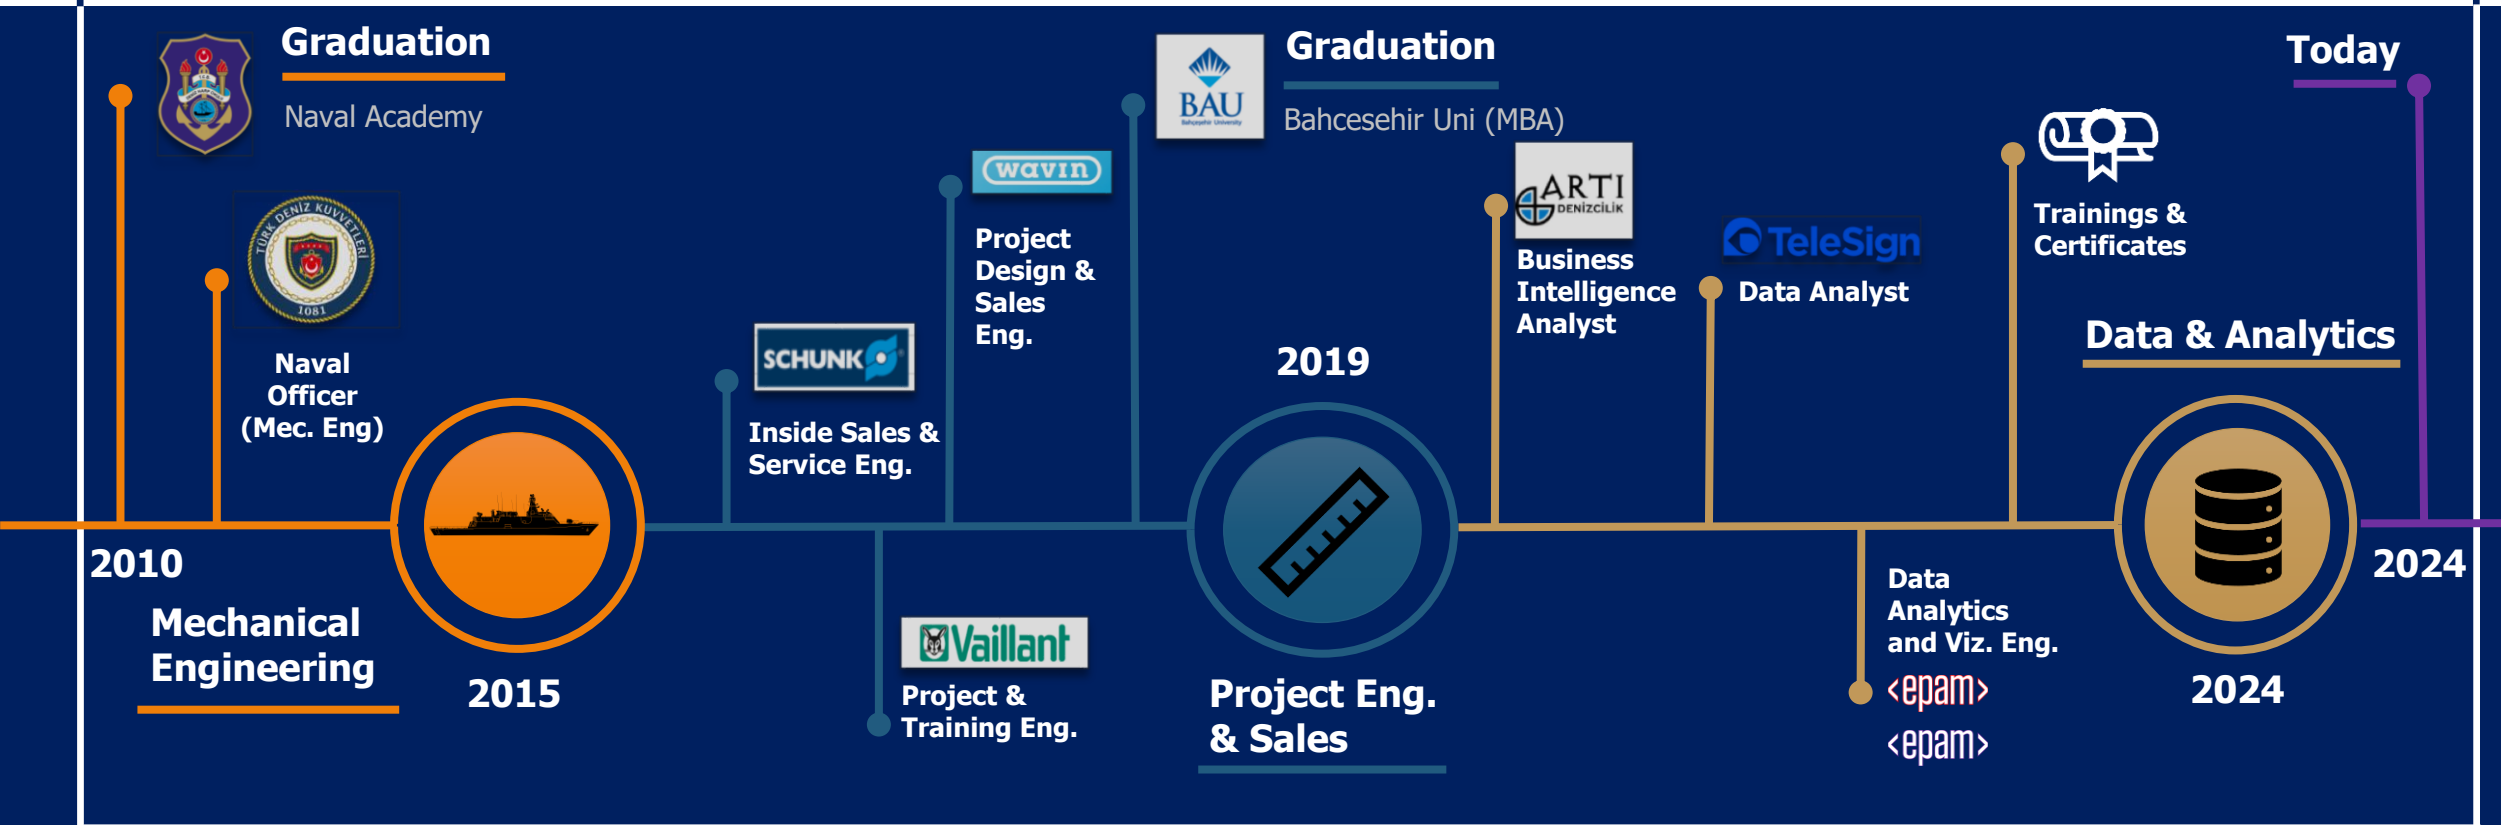 Graduation
Naval Academy
TÜRK DENİZ KUVVETLERİ
1081
Naval
Officer
(Mec. Eng)
2010
Mechanical
Engineering
2015
SCHUNK
Inside Sales &
Service Eng.
Vaillant
Project &
Training Eng.
wavin
Project
Design &
Sales
Eng.
BAU
Bahçeşehir University
Graduation
Bahcesehir Uni (MBA)
2019
Project Eng.
& Sales
ARTI
DENİZCİLİK
Business
Intelligence
Analyst
TeleSign
Data Analyst
Data
Analytics
and Viz. Eng.
<epam>
<epam>
Trainings &
Certificates
Data & Analytics
2024
Today
2024